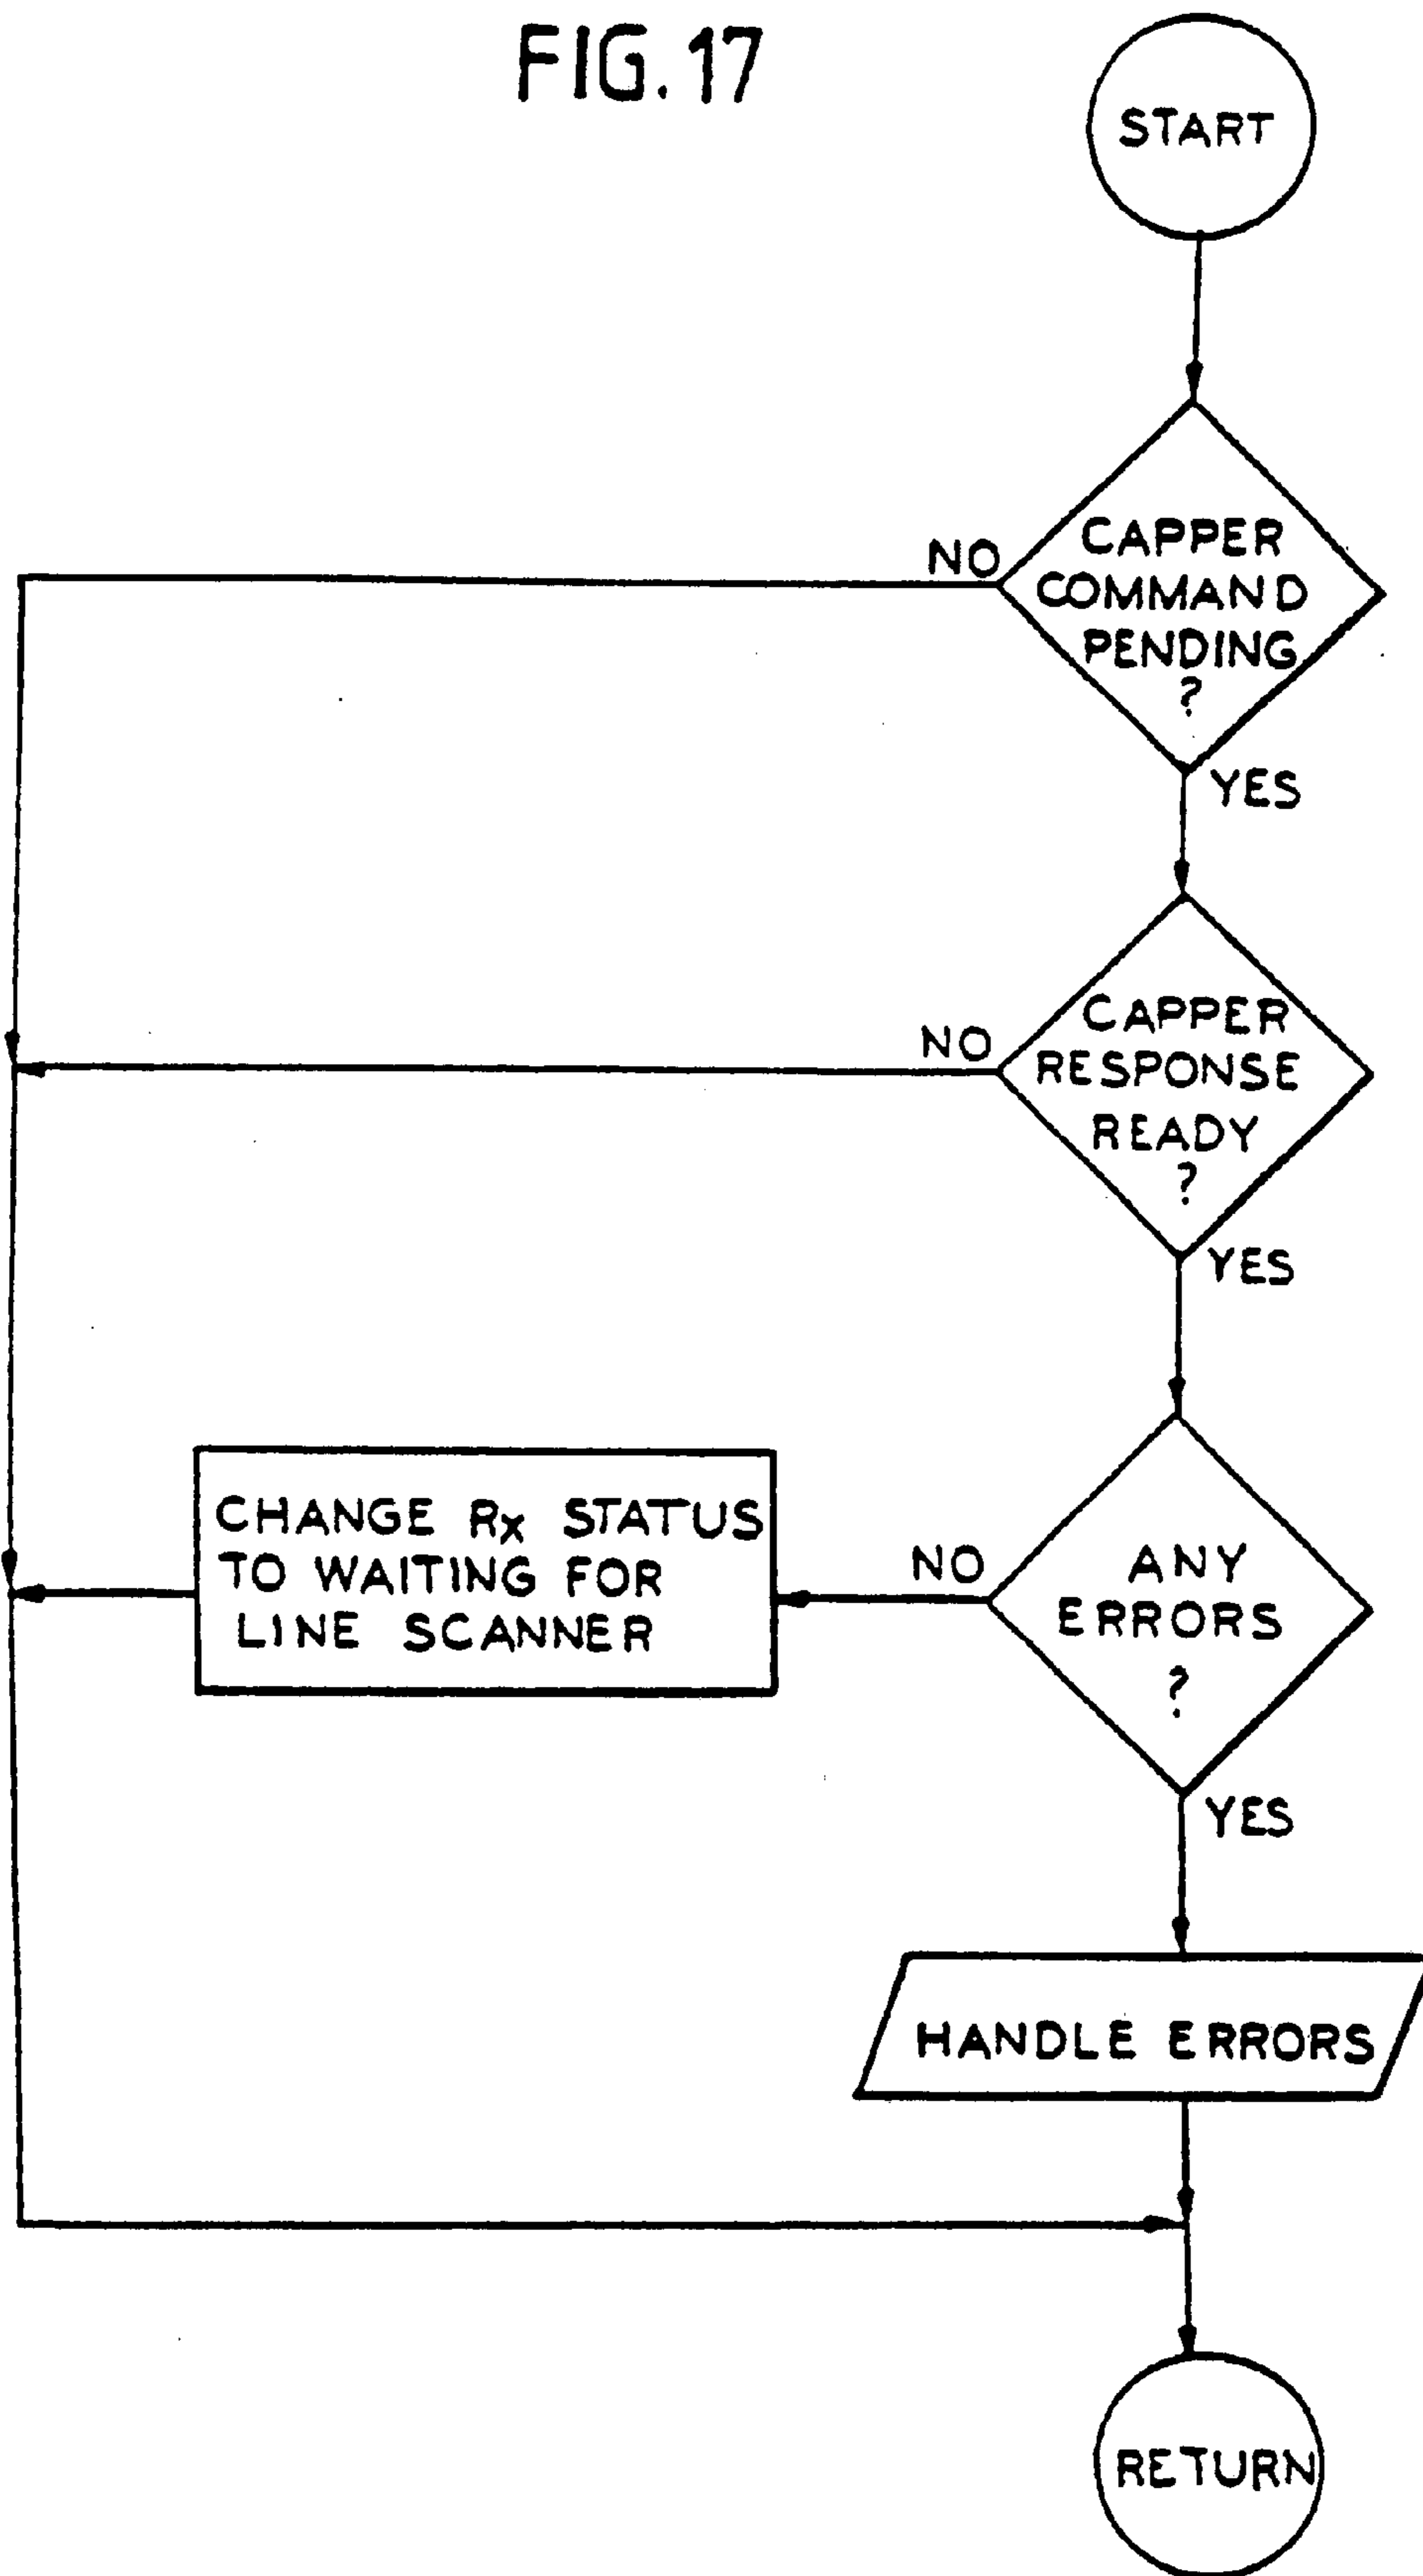 FIG. 17
START
CAPPER
COMMAND
PENDING
?
NO
YES
CAPPER
RESPONSE
READY
?
NO
YES
ANY
ERRORS
?
NO
CHANGE Rx STATUS
TO WAITING FOR
LINE SCANNER
YES
HANDLE ERRORS
RETURN